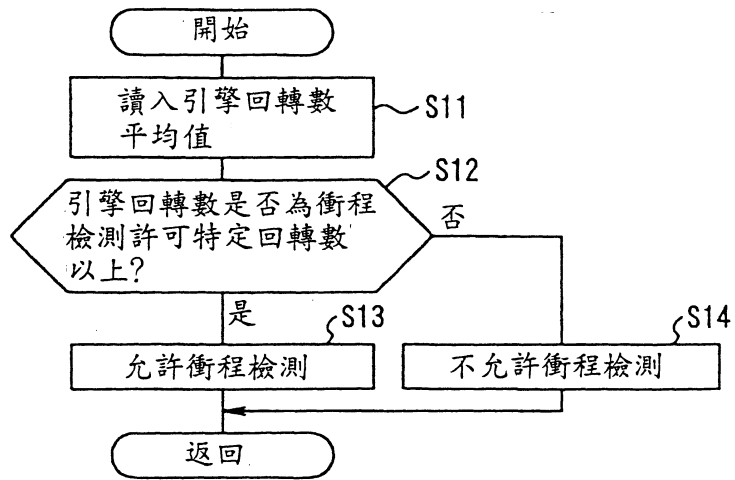 開始
讀入引擎回轉數
平均值
S11
S12
引擎回轉數是否為衝程
檢測許可特定回轉數
以上?
否
是
S13
允許衝程檢測
S14
不允許衝程檢測
返回